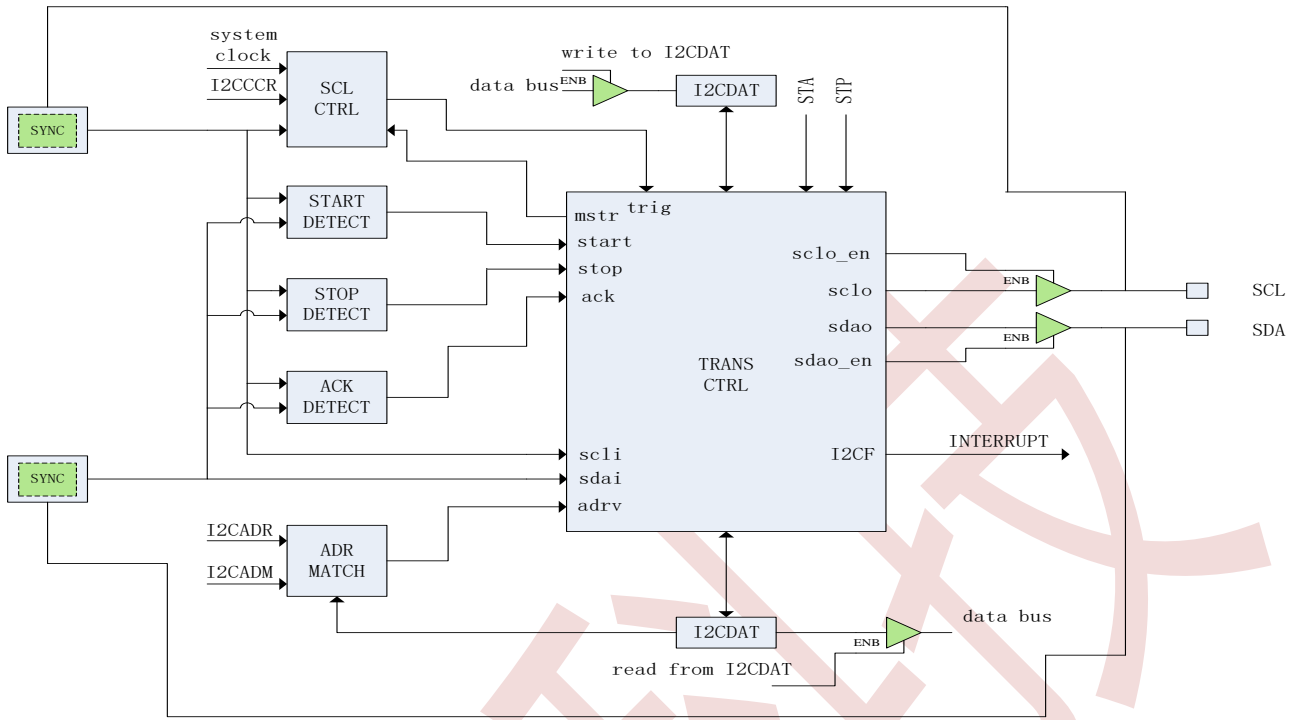 system
clock
I2CCCR
SCL
CTRL
write to I2CDAT
data bus
ENB
I2CDAT
STA
STP
SYNC
START
DETECT
STOP
DETECT
ACK
DETECT
mstr
trig
start
stop
ack
sclo_en
sclo
sdao
sdao_en
TRANS
CTRL
ENB
ENB
SCL
SDA
I2CF
INTERRUPT
scli
sdai
adrv
SYNC
I2CADR
I2CADM
ADR
MATCH
I2CDAT
ENB
data bus
read from I2CDAT